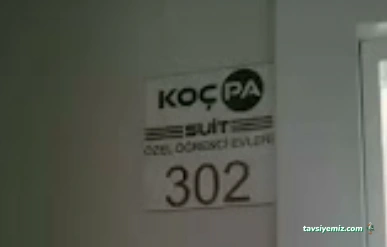 KOÇPA
SUİT
ÖZEL ÖĞRENCİ EVLERİ
302
tavsiyemiz.com